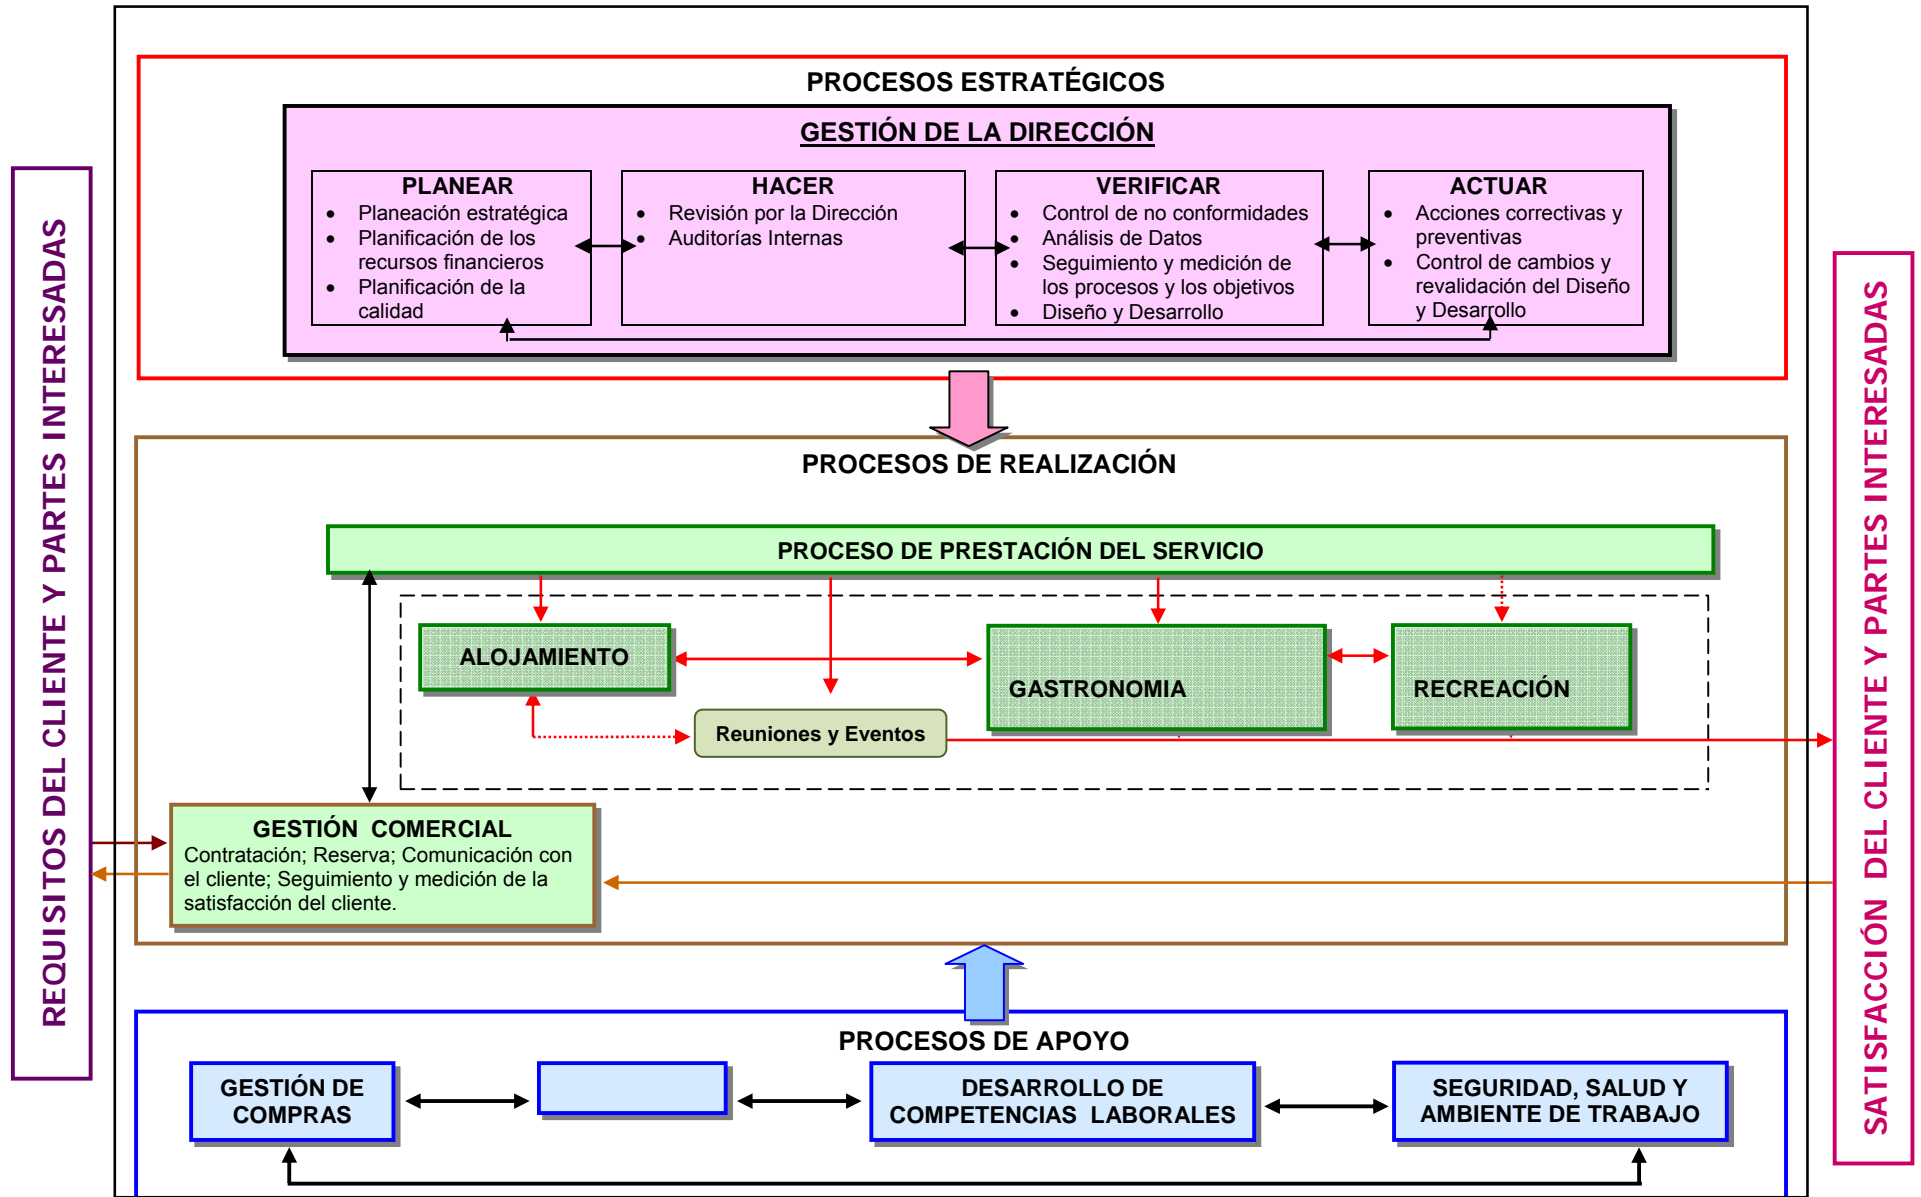 PROCESOS ESTRATÉGICOS
GESTIÓN DE LA DIRECCIÓN
PLANEAR
• Planeación estratégica
• Planificación de los
recursos financieros
• Planificación de la
calidad
HACER
• Revisión por la Dirección
• Auditorías Internas
VERIFICAR
• Control de no conformidades
• Análisis de Datos
• Seguimiento y medición de
los procesos y los objetivos
• Diseño y Desarrollo
ACTUAR
• Acciones correctivas y
preventivas
• Control de cambios y
revalidación del Diseño
y Desarrollo
REQUISITOS DEL CLIENTE Y PARTES INTERESADAS
PROCESOS DE REALIZACIÓN
PROCESO DE PRESTACIÓN DEL SERVICIO
ALOJAMIENTO
GASTRONOMIA
RECREACIÓN
Reuniones y Eventos
GESTIÓN COMERCIAL
Contratación; Reserva; Comunicación con
el cliente; Seguimiento y medición de la
satisfacción del cliente.
SATISFACCIÓN DEL CLIENTE Y PARTES INTERESADAS
PROCESOS DE APOYO
GESTIÓN DE
COMPRAS
DESARROLLO DE
COMPETENCIAS LABORALES
SEGURIDAD, SALUD Y
AMBIENTE DE TRABAJO